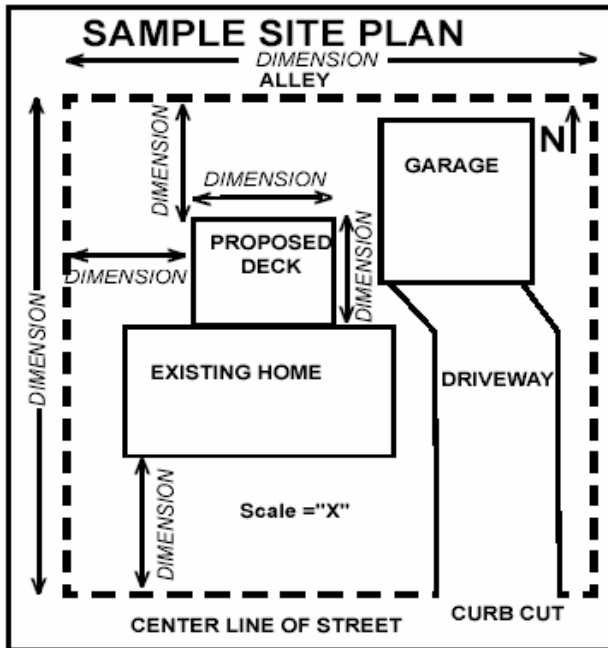 SAMPLE SITE PLAN
DIMENSION
ALLEY
DIMENSION
DIMENSION
N
GARAGE
PROPOSED
DECK
DIMENSION
DIMENSION
DIMENSION
EXISTING HOME
DRIVEWAY
DIMENSION
Scale ="X"
CENTER LINE OF STREET
CURB CUT